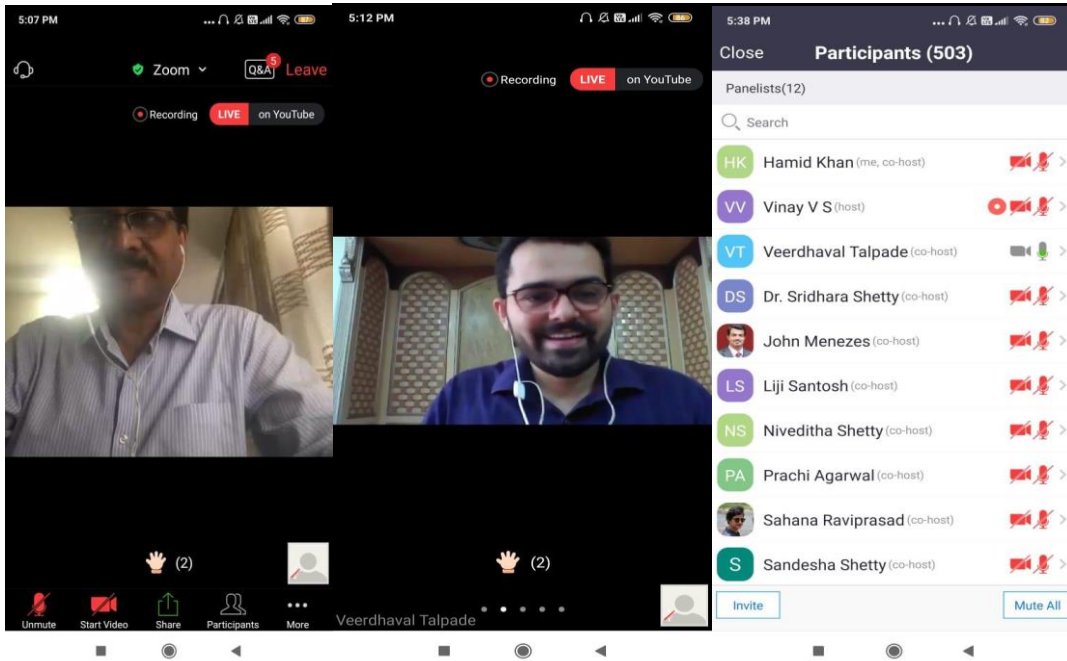 5:07 PM
Zoom
Q&A
5
Leave
Recording
LIVE on YouTube
(2)
Unmute
Start Video
Share
Participants
More
5:12 PM
Recording
LIVE on YouTube
(2)
Veerdhaval Talpade
5:38 PM
Close
Participants (503)
Panelists(12)
Search
HK Hamid Khan (me, co-host)
VV Vinay V S (host)
VT Veerdhaval Talpade (co-host)
DS Dr. Sridhara Shetty (co-host)
John Menezes (co-host)
LS Liji Santosh (co-host)
NS Niveditha Shetty (co-host)
PA Prachi Agarwal (co-host)
Sahana Raviprasad (co-host)
S Sandesha Shetty (co-host)
Invite
Mute All